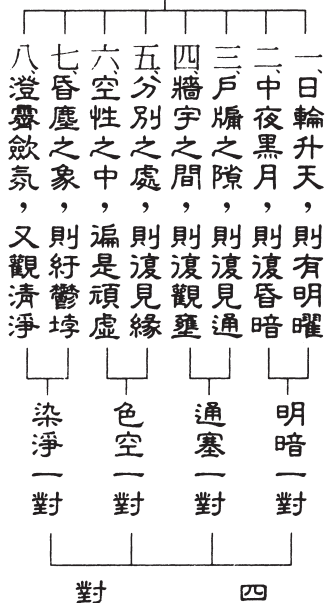 一、日輪升天，則有明曜
二、中夜黑月，則復昏暗
三、戶牖之隙，則復見通
四、牆宇之間，則復觀壅
五、分別之處，則復見緣
六、空性之中，遍是頑虛
七、昏塵之象，則紆鬱𡋯
八、澄霽斂氛，又觀清淨
明暗一對
通塞一對
色空一對
染淨一對
四對